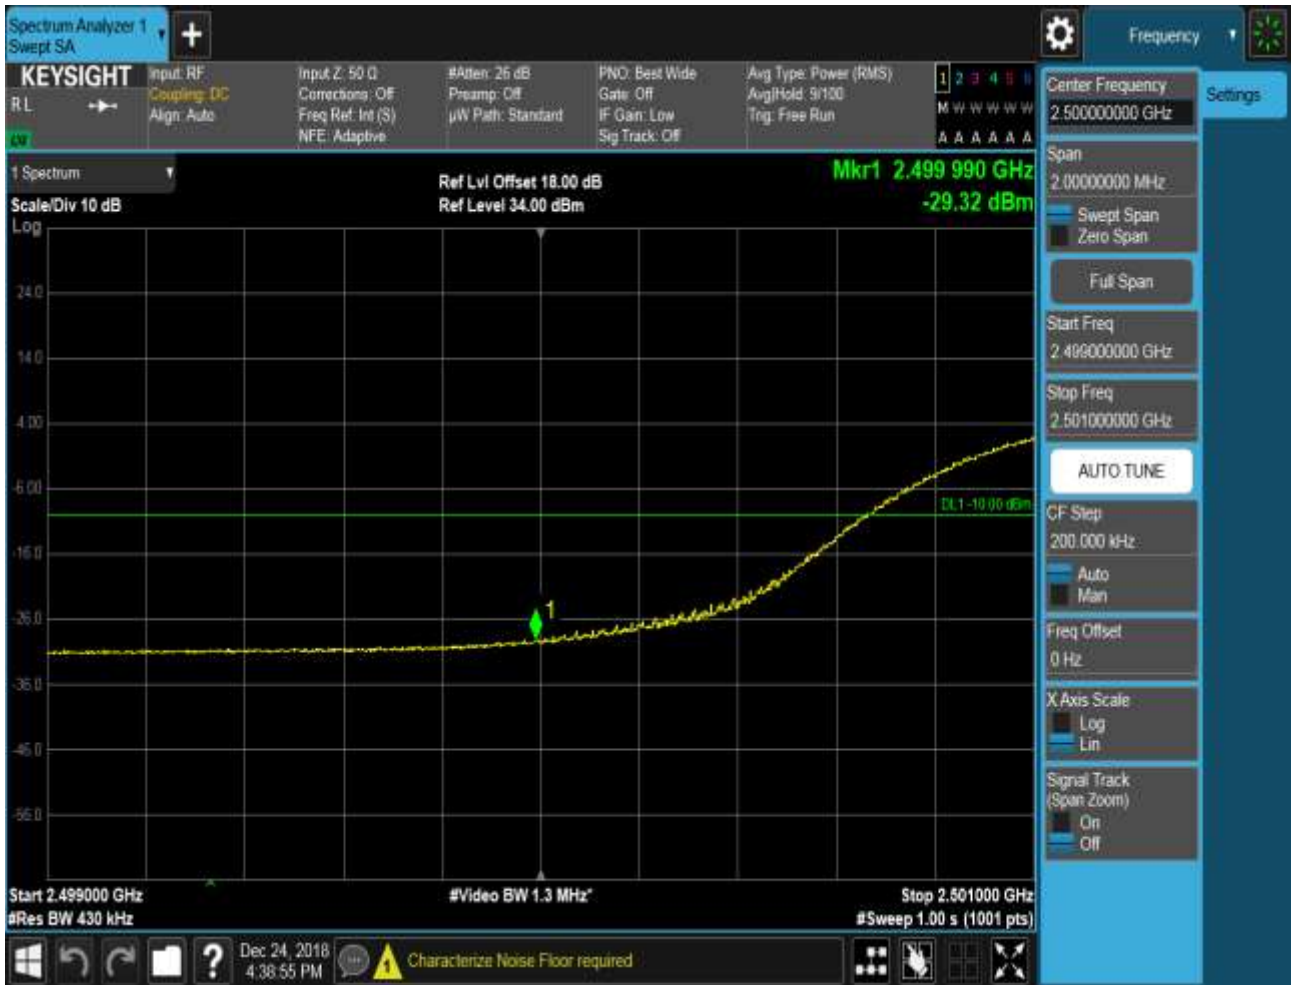 Spectrum Analyzer 1
Swept SA
+
Frequency
KEYSIGHT
R L
Input: RF
Coupling: DC
Align: Auto
Input Z: 50 Ω
Corrections: Off
Freq Ref: Int (S)
NFE: Adaptive
#Atten: 26 dB
Preamp: Off
µW Path: Standard
PNO: Best Wide
Gate: Off
IF Gain: Low
Sig Track: Off
Avg Type: Power (RMS)
Avg|Hold: 9/100
Trig: Free Run
1 2 3 4 5 6
M W W W W W
A A A A A A
1 Spectrum
Scale/Div 10 dB
Log
Ref Lvl Offset 18.00 dB
Ref Level 34.00 dBm
Mkr1 2.499 990 GHz
-29.32 dBm
24.0
14.0
4.00
-6.00
-16.0
-26.0
-36.0
-46.0
-56.0
DL1 -10.00 dBm
1
Start 2.499000 GHz
#Res BW 430 kHz
#Video BW 1.3 MHz*
Stop 2.501000 GHz
#Sweep 1.00 s (1001 pts)
Center Frequency
2.500000000 GHz
Settings
Span
2.00000000 MHz
Swept Span
Zero Span
Full Span
Start Freq
2.499000000 GHz
Stop Freq
2.501000000 GHz
AUTO TUNE
CF Step
200.000 kHz
Auto
Man
Freq Offset
0 Hz
X Axis Scale
Log
Lin
Signal Track
(Span Zoom)
On
Off
?
Dec 24, 2018
4:38:55 PM
1
Characterize Noise Floor required